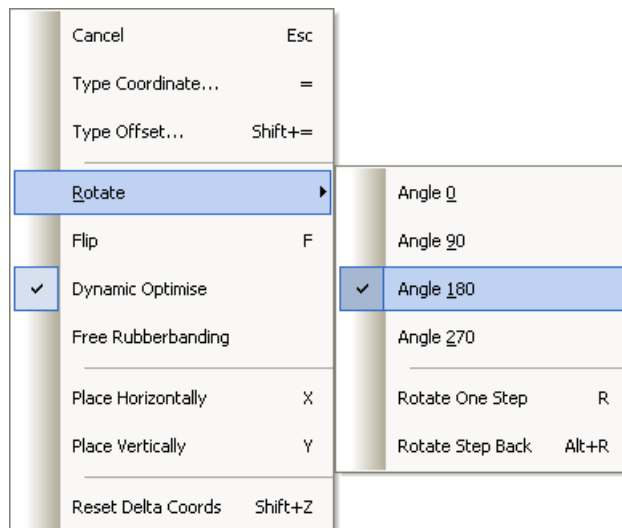 Cancel Esc
Type Coordinate... =
Type Offset... Shift+=
Rotate
Flip F
Dynamic Optimise
Free Rubberbanding
Place Horizontally X
Place Vertically Y
Reset Delta Coords Shift+Z
Angle 0
Angle 90
Angle 180
Angle 270
Rotate One Step R
Rotate Step Back Alt+R